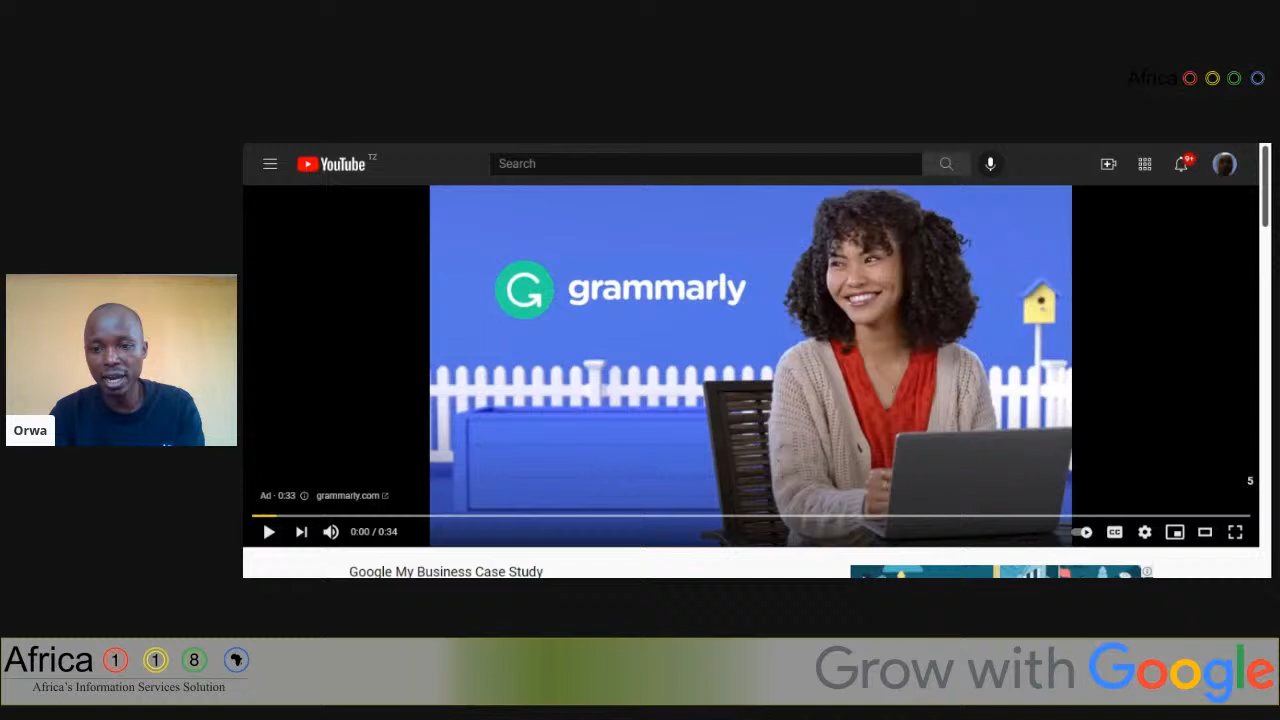 Africa
YouTube TZ
Search
9+
grammarly
Orwa
Ad · 0:33 grammarly.com
5
0:00 / 0:34
CC
Google My Business Case Study
Africa 1 1 8
Africa's Information Services Solution
Grow with Google